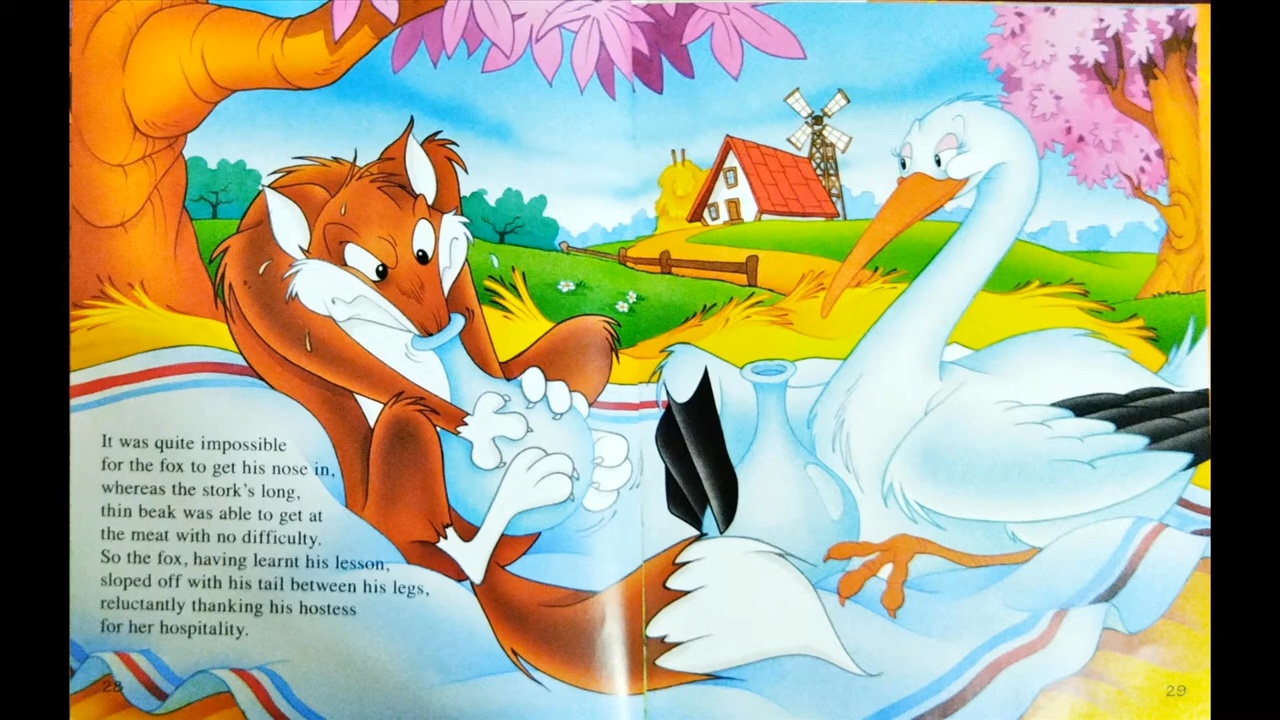 It was quite impossible
for the fox to get his nose in,
whereas the stork's long,
thin beak was able to get at
the meat with no difficulty.
So the fox, having learnt his lesson,
sloped off with his tail between his legs,
reluctantly thanking his hostess
for her hospitality.
28
29